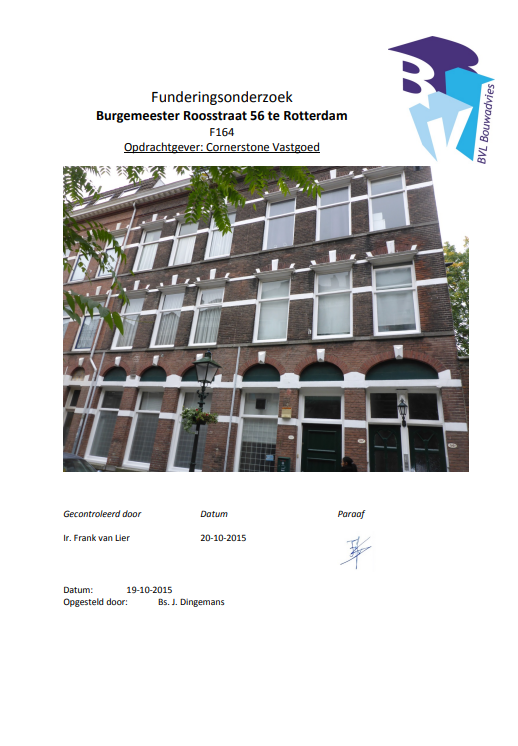 BVL Bouwadvies
Funderingsonderzoek
Burgemeester Roosstraat 56 te Rotterdam
F164
Opdrachtgever: Cornerstone Vastgoed
Gecontroleerd door Datum Paraaf
Ir. Frank van Lier 20-10-2015
Datum: 19-10-2015
Opgesteld door: Bs. J. Dingemans